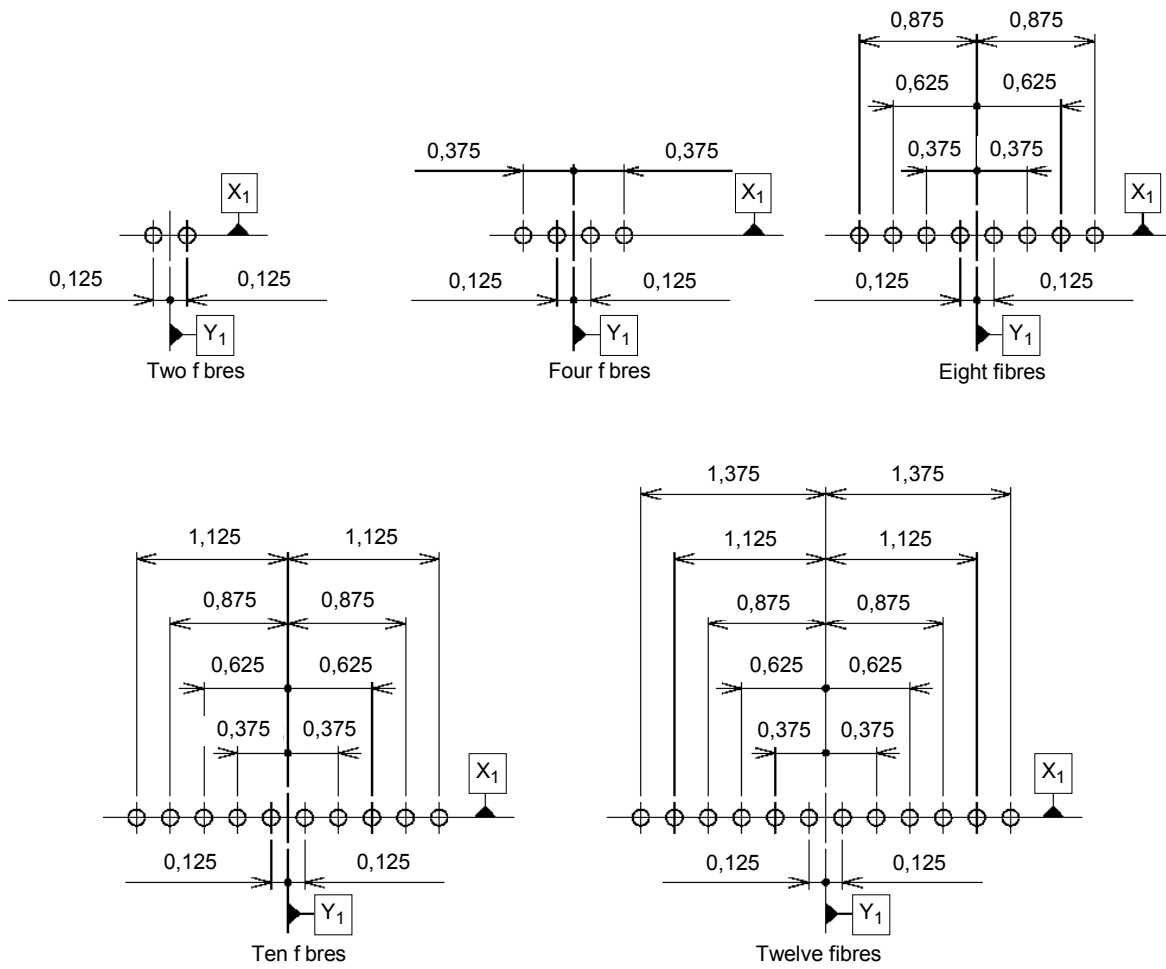 0,875 0,875
0,625 0,625
0,375 0,375 0,375 0,375
X1 X1 X1
0,125 0,125 0,125 0,125 0,125 0,125
Y1 Y1 Y1
Two f bres Four f bres Eight fibres
1,375 1,375
1,125 1,125 1,125 1,125
0,875 0,875 0,875 0,875
0,625 0,625 0,625 0,625
0,375 0,375 0,375 0,375
X1 X1
0,125 0,125 0,125 0,125
Y1 Y1
Ten f bres Twelve fibres